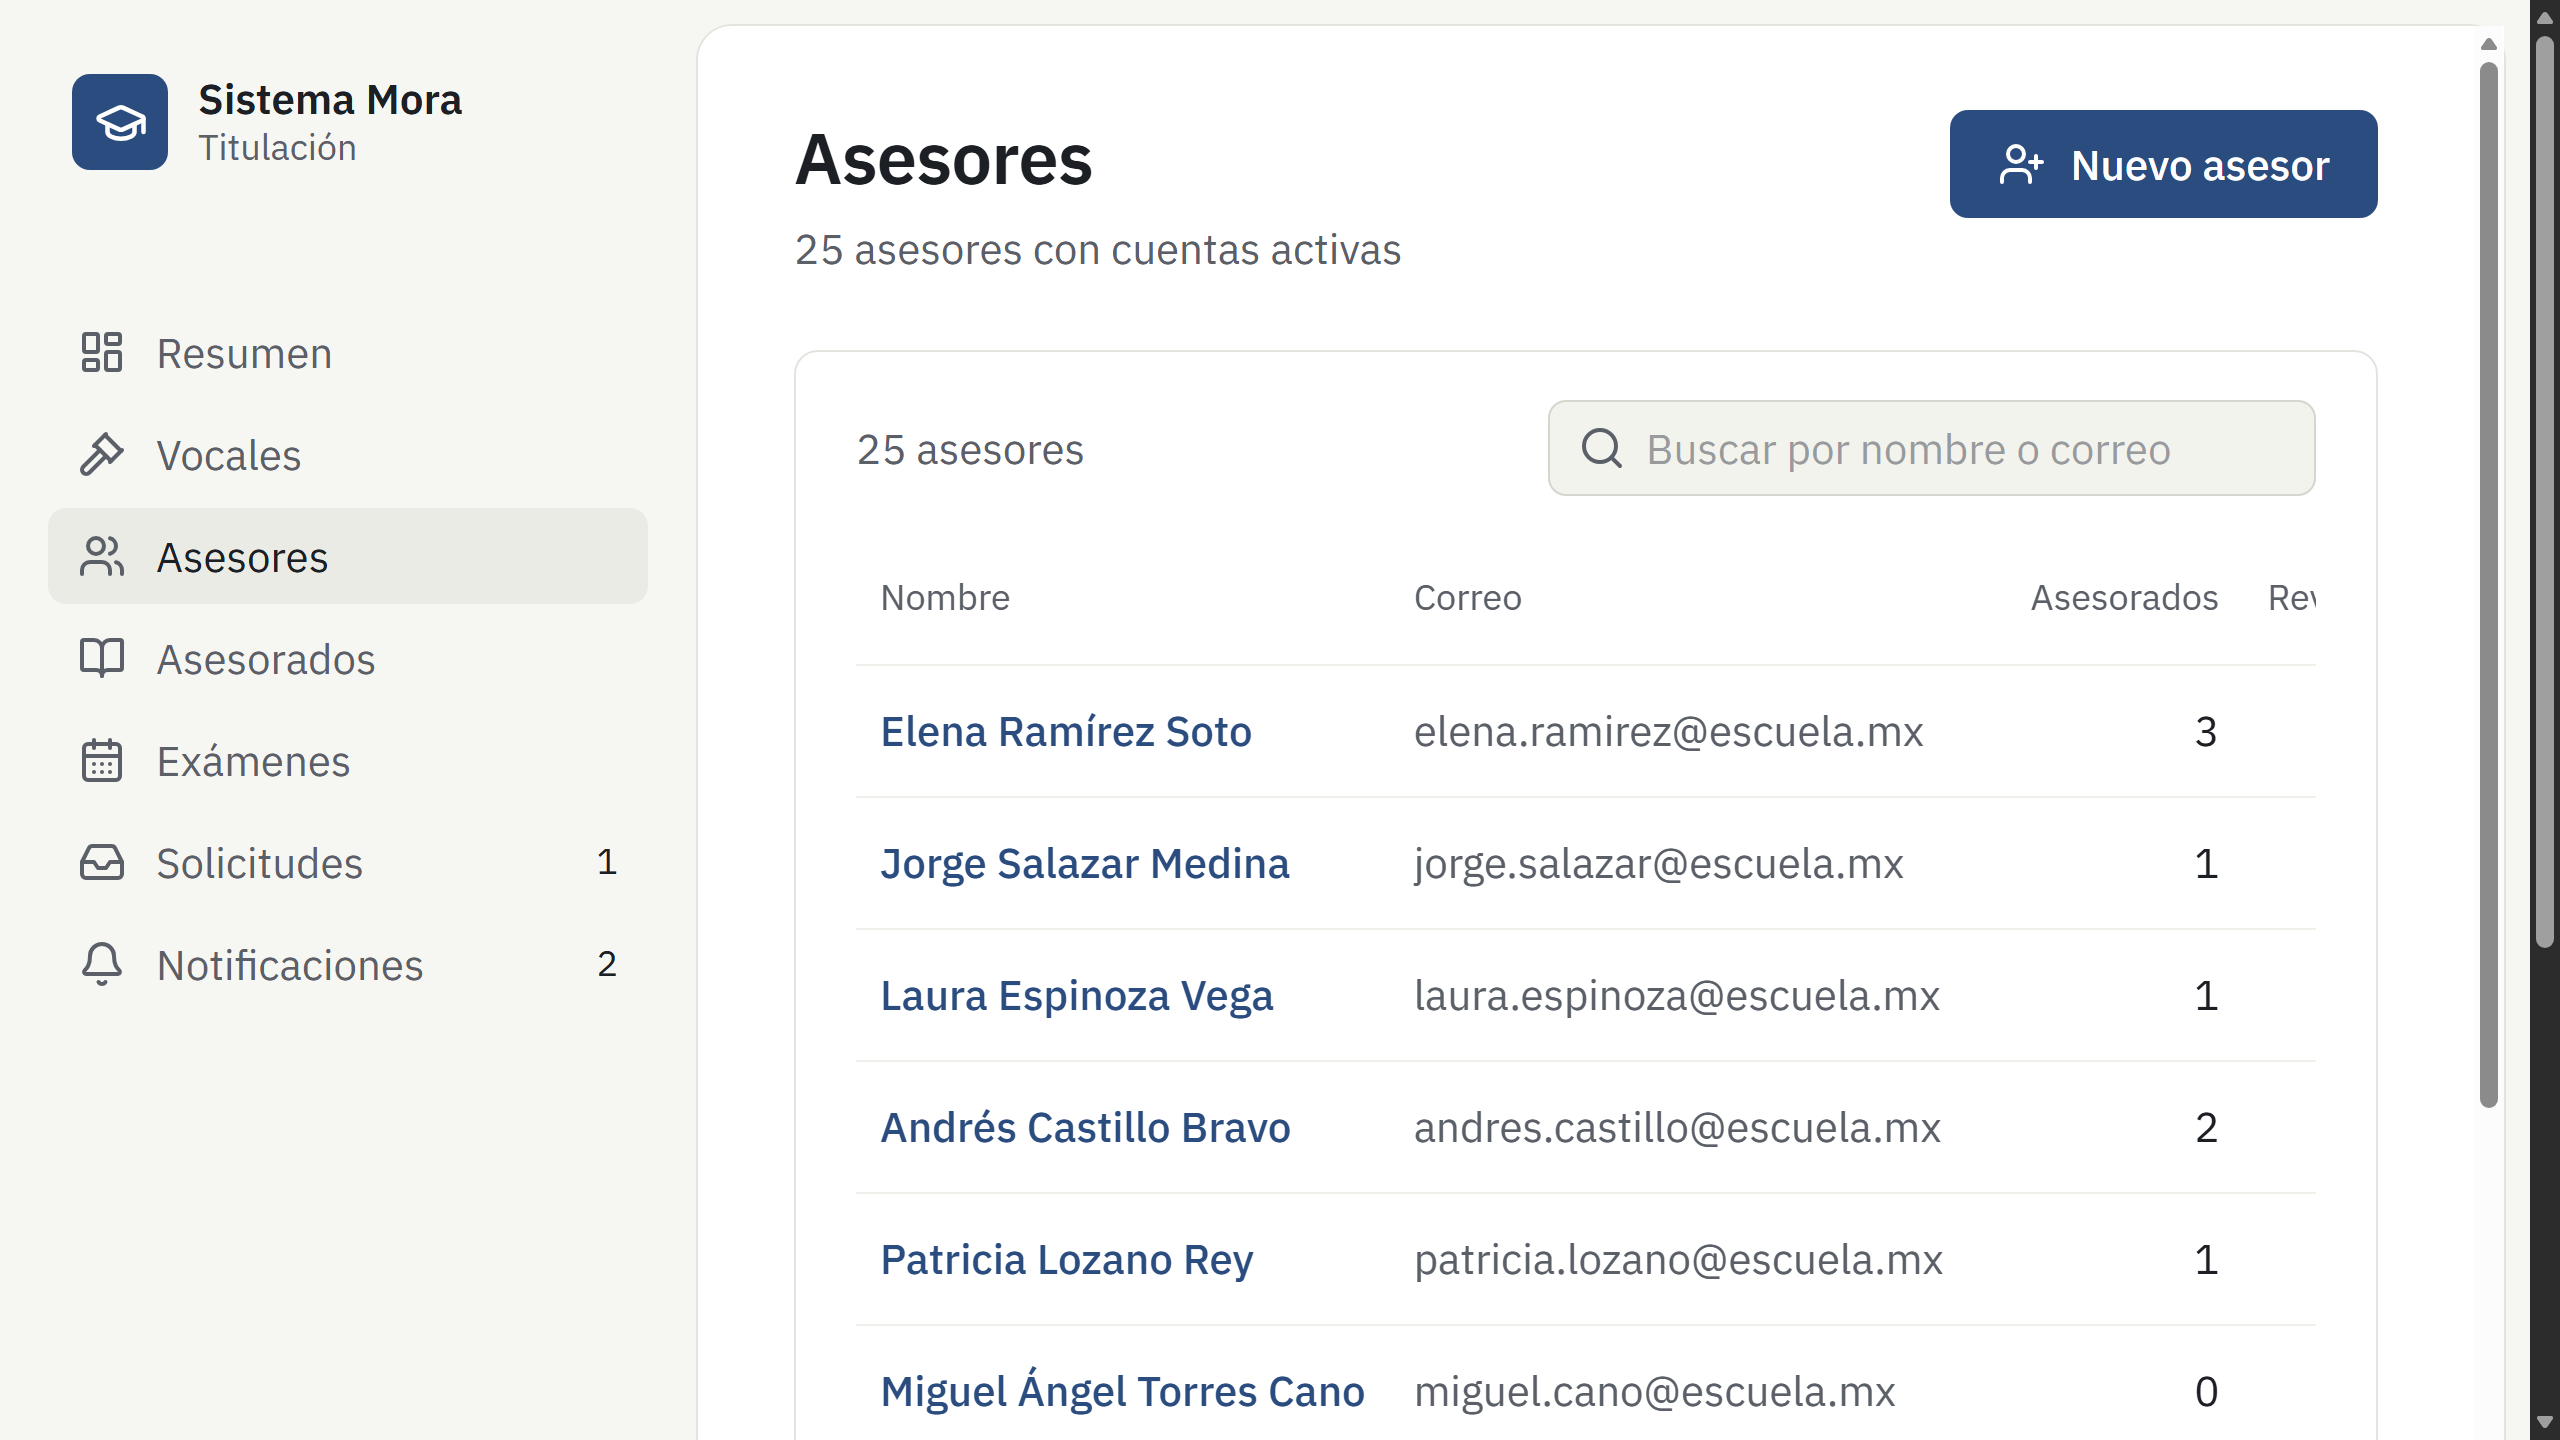 Sistema Mora
Titulación
Resumen
Vocales
Asesores
Asesorados
Exámenes
Solicitudes 1
Notificaciones 2
Asesores
Nuevo asesor
25 asesores con cuentas activas
25 asesores
Buscar por nombre o correo
Nombre Correo Asesorados
Elena Ramírez Soto elena.ramirez@escuela.mx 3
Jorge Salazar Medina jorge.salazar@escuela.mx 1
Laura Espinoza Vega laura.espinoza@escuela.mx 1
Andrés Castillo Bravo andres.castillo@escuela.mx 2
Patricia Lozano Rey patricia.lozano@escuela.mx 1
Miguel Ángel Torres Cano miguel.cano@escuela.mx 0